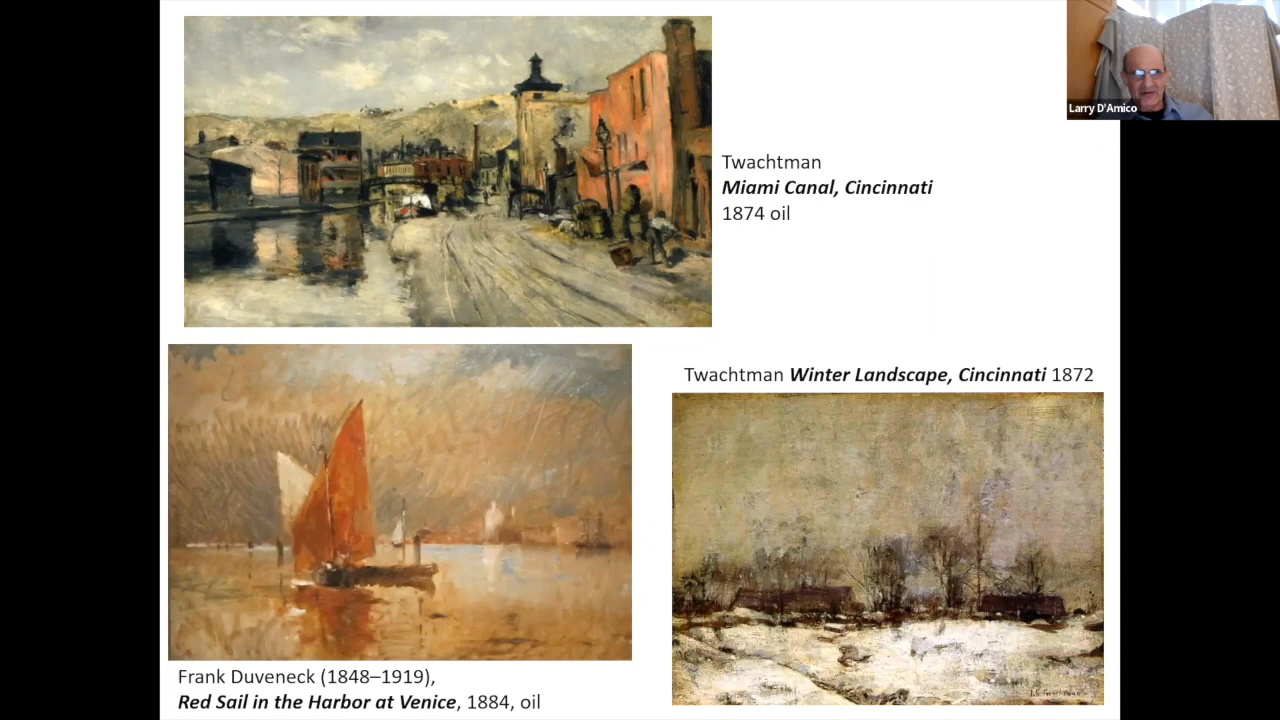 Larry D'Amico
Twachtman
Miami Canal, Cincinnati
1874 oil
Twachtman Winter Landscape, Cincinnati 1872
Frank Duveneck (1848–1919),
Red Sail in the Harbor at Venice, 1884, oil